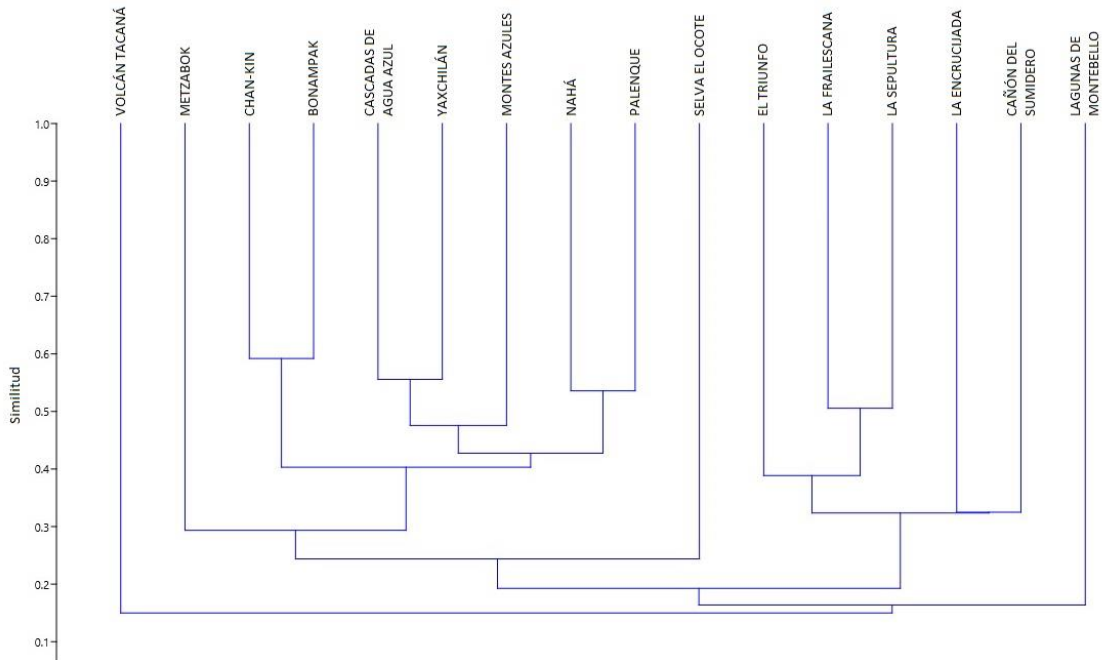 VOLCÁN TACANÁ
METZABOK
CHAN-KIN
BONAMPAK
CASCADAS DE
AGUA AZUL
YAXCHILÁN
MONTES AZULES
NAHÁ
PALENQUE
SELVA EL OCOTE
EL TRIUNFO
LA FRAILESCANA
LA SEPULTURA
LA ENCRUCIJADA
CAÑÓN DEL
SUMIDERO
LAGUNAS DE
MONTEBELLO
1.0
0.9
0.8
0.7
0.6
0.5
0.4
0.3
0.2
0.1
Similitud